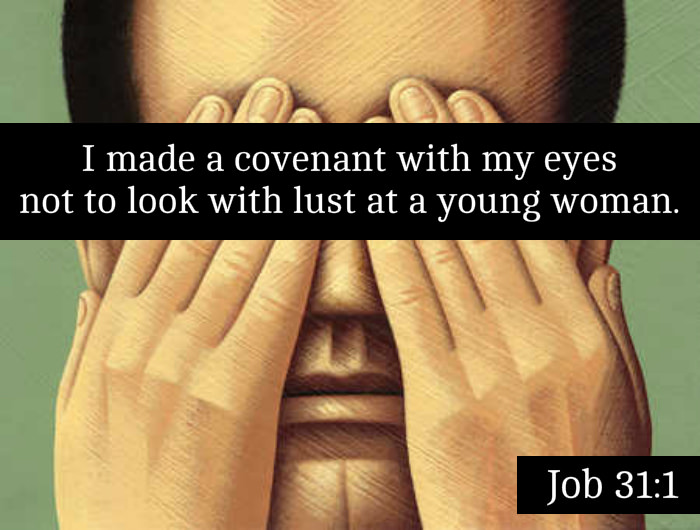 I made a covenant with my eyes
not to look with lust at a young woman.
Job 31:1